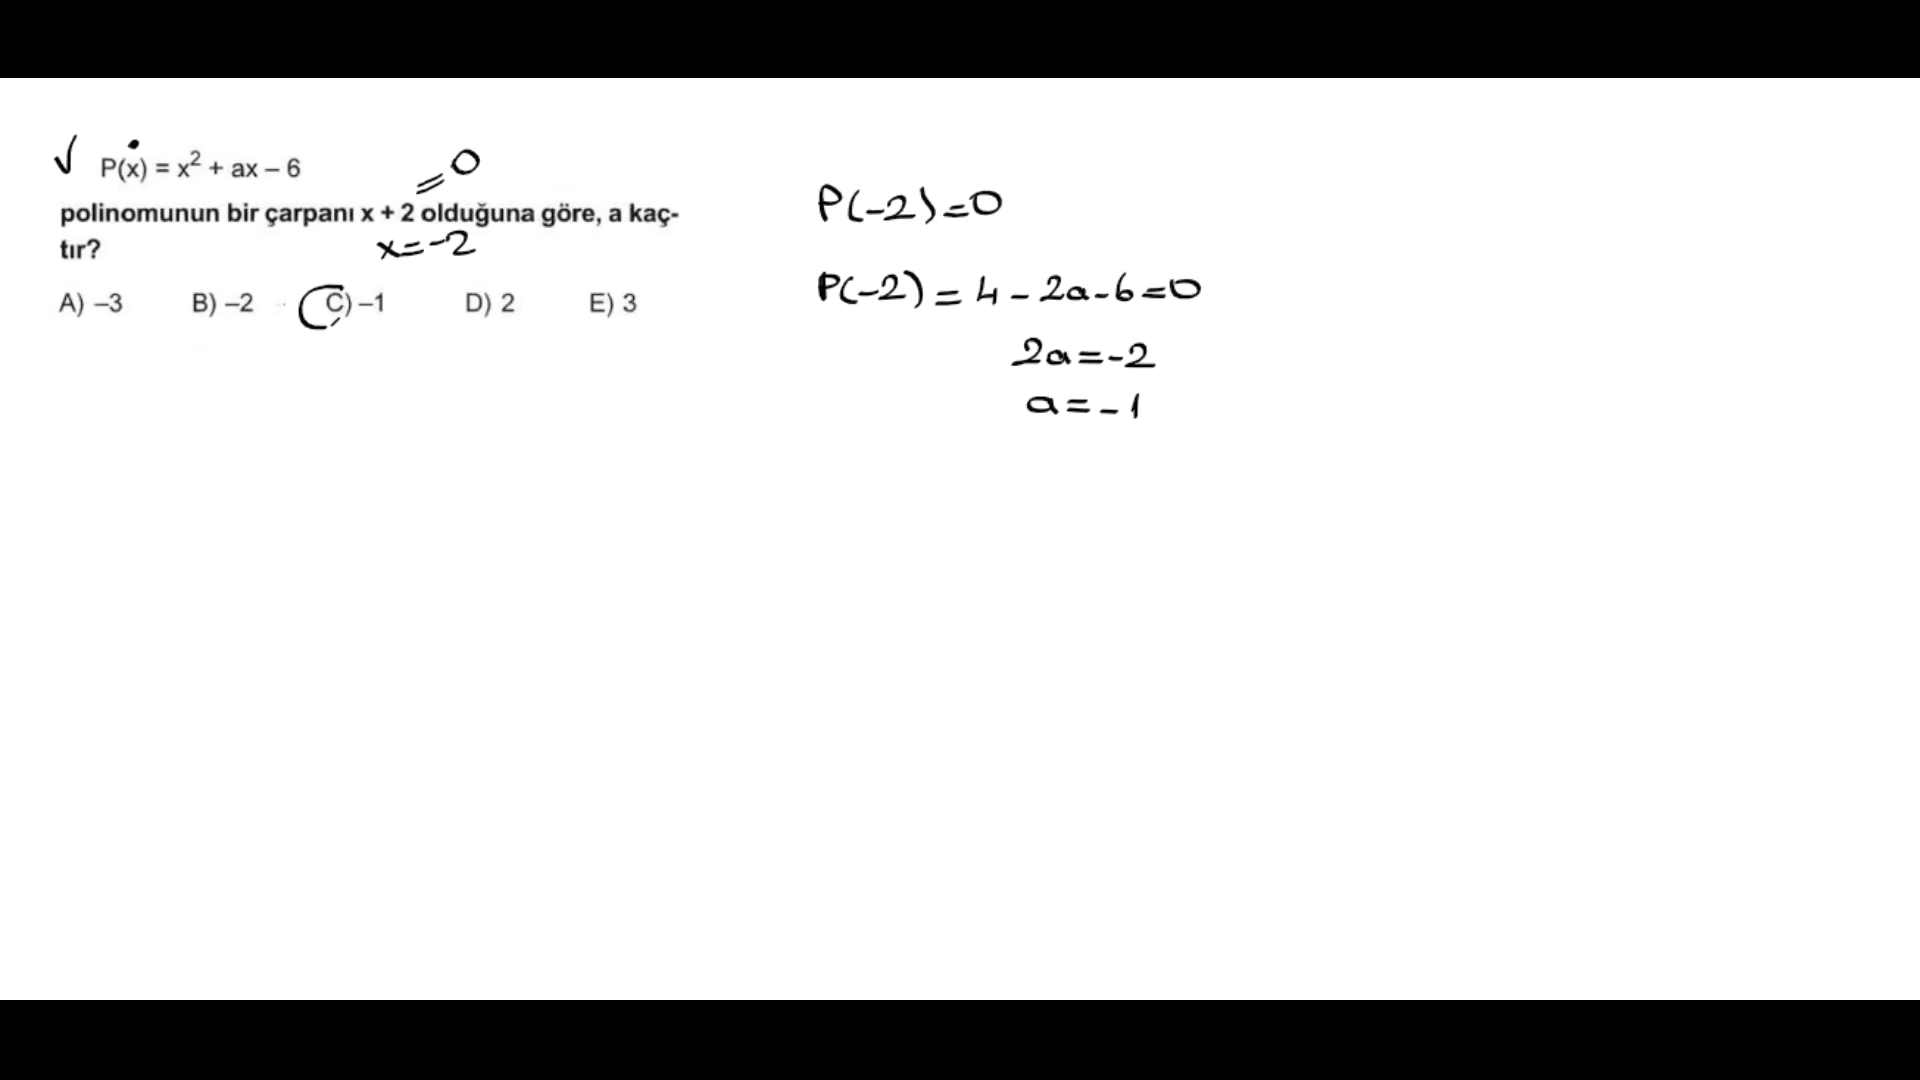 √ P(x) = x² + ax – 6
= 0
polinomunun bir çarpanı x + 2 olduğuna göre, a kaç-
tır?
x = -2
A) –3 B) –2 C) –1 D) 2 E) 3
P(-2) = 0
P(-2) = 4 - 2a - 6 = 0
2a = -2
a = -1